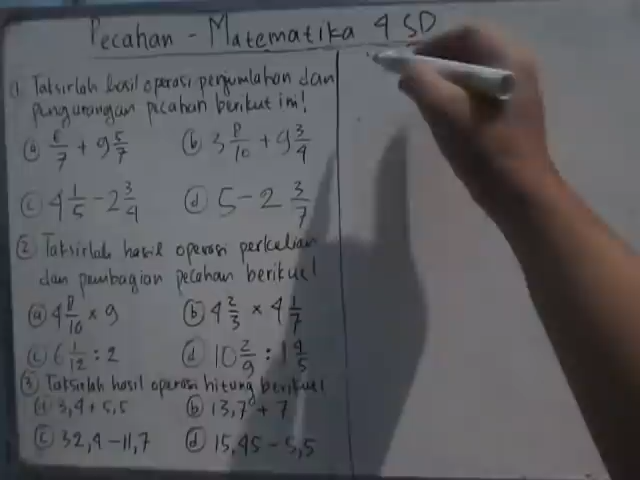 Pecahan - Matematika 4 SD
① Taksirlah hasil operasi penjumlahan dan
pengurangan pecahan berikut ini!
ⓐ 6/7 + 9 5/7 ⓑ 3 8/10 + 9 3/4
ⓒ 4 1/5 - 2 3/4 ⓓ 5 - 2 3/7
② Taksirlah hasil operasi perkalian
dan pembagian pecahan berikut!
ⓐ 4 8/10 × 9 ⓑ 4 2/3 × 4 1/7
ⓒ 6 1/12 : 2 ⓓ 10 2/9 : 1 4/5
③ Taksirlah hasil operasi hitung berikut!
ⓐ 3,4 + 5,5 ⓑ 13,7 + 7
ⓒ 32,4 - 11,7 ⓓ 15,45 - 5,5